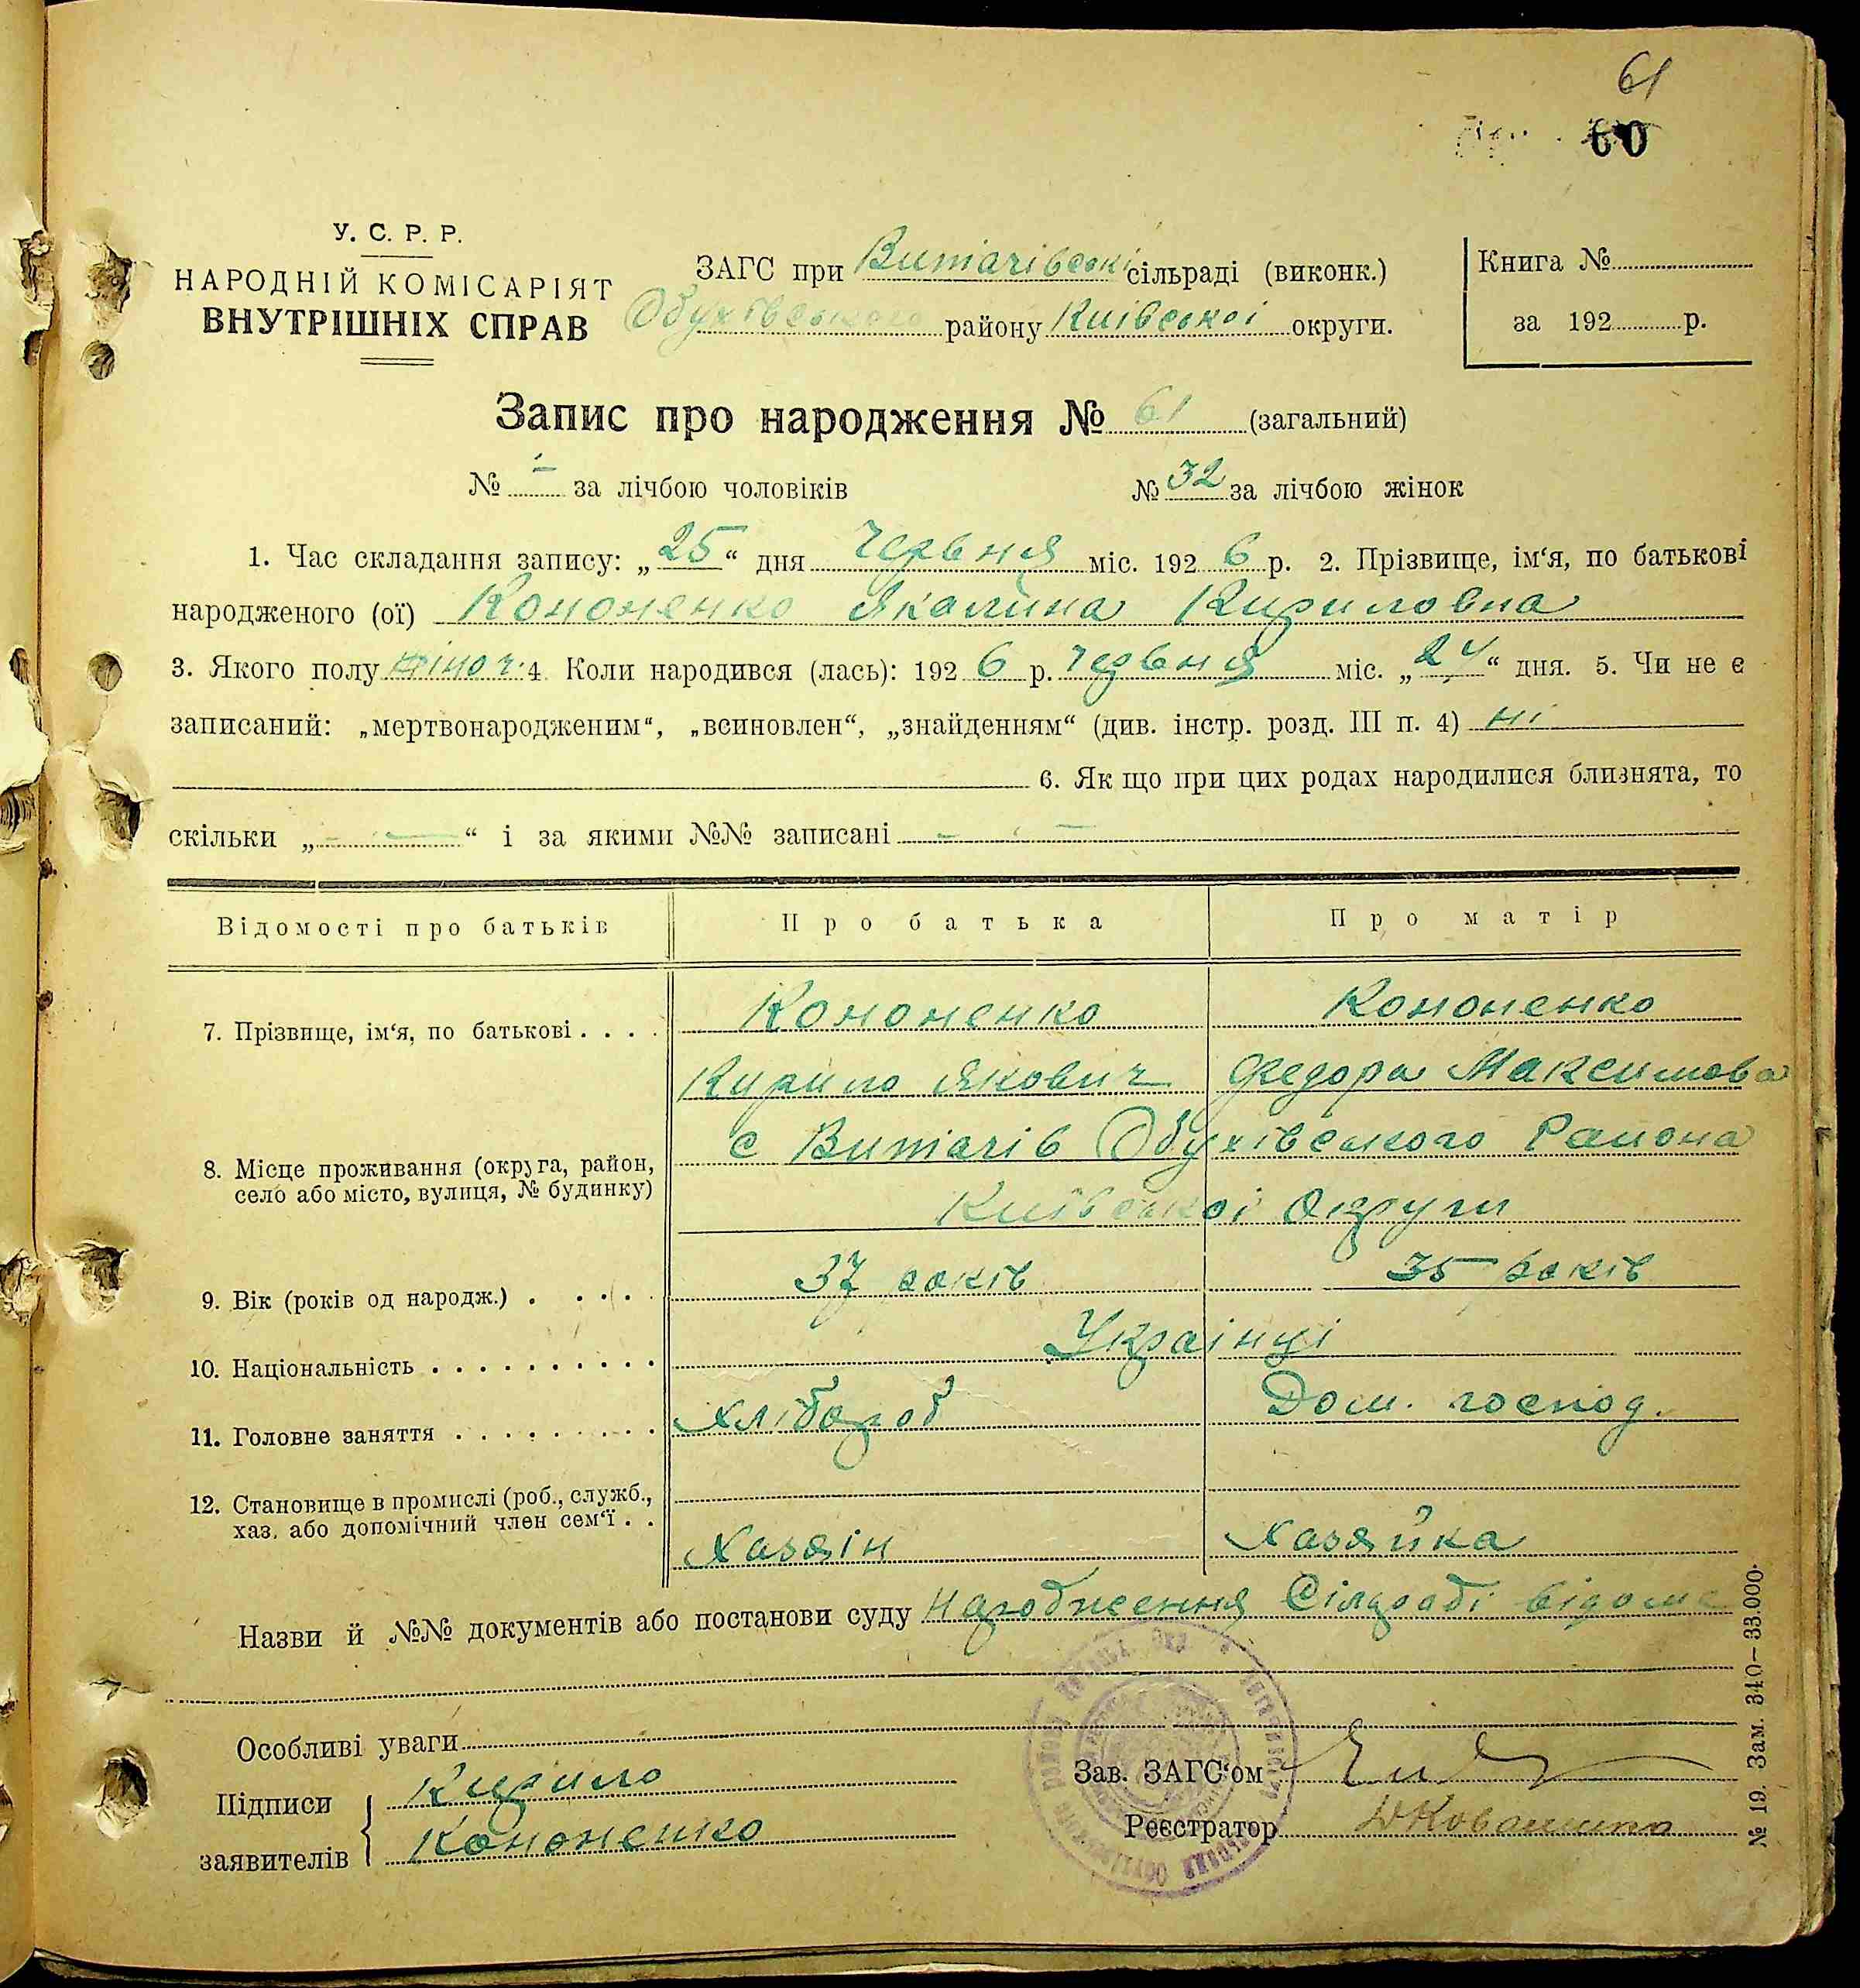 61
60
У. С. Р. Р.
НАРОДНІЙ КОМІСАРІЯТ
ВНУТРІШНІХ СПРАВ
ЗАГС при Витачівські сільраді (виконк.)
Обухівського району Київської округи.
Книга №
за 192 р.
Запис про народження № 61 (загальний)
№ - за лічбою чоловіків № 32 за лічбою жінок
1. Час складання запису: „25“ дня Червня міс. 1926 р. 2. Прізвище, ім‘я, по батькові
народженого (ої) Кононенко Якалина Кириловна
3. Якого полу жіноч. 4. Коли народився (лась): 1926 р. Червня міс. „24“ дня. 5. Чи не є
записаний: „мертвонародженим“, „всиновлен“, „знайденням“ (див. інстр. розд. III п. 4) ні
6. Як що при цих родах народилися близнята, то
скільки „ - — “ і за якими №№ записані - —
Відомості про батьків Про батька Про матір
7. Прізвище, ім‘я, по батькові . . . . Кононенко Кононенко
Кирило Якович Федора Максимова
8. Місце проживання (округа, район, с Витачів Обухівського Района
село або місто, вулиця, № будинку) Київської Округи
9. Вік (років од народж.) . . . . . 37 років 35 років
10. Національність . . . . . . . . . . Українці
11. Головне заняття . . . . . . . . . Хлібороб Дом. господ.
12. Становище в промислі (роб., служб.,
хаз. або допомічний член сем‘ї . . Хазяін Хазяйка
Назви й №№ документів або постанови суду Народження Сілраді відоме
Особливі уваги
Підписи Кирило
заявителів Кононенко
Зав. ЗАГС‘ом
Реєстратор
№ 19. Зам. 340—33.000.